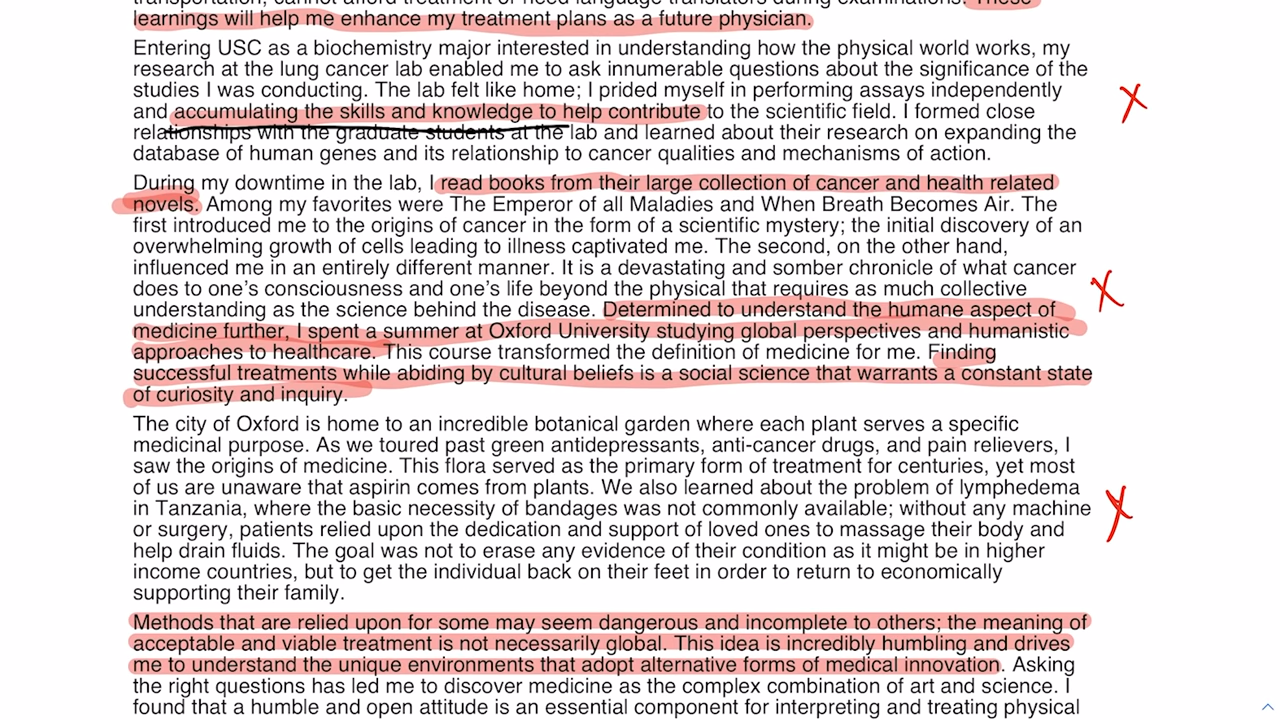 transportation, cannot afford treatment or need language translators during examinations. These
learnings will help me enhance my treatment plans as a future physician.
Entering USC as a biochemistry major interested in understanding how the physical world works, my
research at the lung cancer lab enabled me to ask innumerable questions about the significance of the
studies I was conducting. The lab felt like home; I prided myself in performing assays independently
and accumulating the skills and knowledge to help contribute to the scientific field. I formed close
relationships with the graduate students at the lab and learned about their research on expanding the
database of human genes and its relationship to cancer qualities and mechanisms of action.
During my downtime in the lab, I read books from their large collection of cancer and health related
novels. Among my favorites were The Emperor of all Maladies and When Breath Becomes Air. The
first introduced me to the origins of cancer in the form of a scientific mystery; the initial discovery of an
overwhelming growth of cells leading to illness captivated me. The second, on the other hand,
influenced me in an entirely different manner. It is a devastating and somber chronicle of what cancer
does to one’s consciousness and one’s life beyond the physical that requires as much collective
understanding as the science behind the disease. Determined to understand the humane aspect of
medicine further, I spent a summer at Oxford University studying global perspectives and humanistic
approaches to healthcare. This course transformed the definition of medicine for me. Finding
successful treatments while abiding by cultural beliefs is a social science that warrants a constant state
of curiosity and inquiry.
The city of Oxford is home to an incredible botanical garden where each plant serves a specific
medicinal purpose. As we toured past green antidepressants, anti-cancer drugs, and pain relievers, I
saw the origins of medicine. This flora served as the primary form of treatment for centuries, yet most
of us are unaware that aspirin comes from plants. We also learned about the problem of lymphedema
in Tanzania, where the basic necessity of bandages was not commonly available; without any machine
or surgery, patients relied upon the dedication and support of loved ones to massage their body and
help drain fluids. The goal was not to erase any evidence of their condition as it might be in higher
income countries, but to get the individual back on their feet in order to return to economically
supporting their family.
Methods that are relied upon for some may seem dangerous and incomplete to others; the meaning of
acceptable and viable treatment is not necessarily global. This idea is incredibly humbling and drives
me to understand the unique environments that adopt alternative forms of medical innovation. Asking
the right questions has led me to discover medicine as the complex combination of art and science. I
found that a humble and open attitude is an essential component for interpreting and treating physical